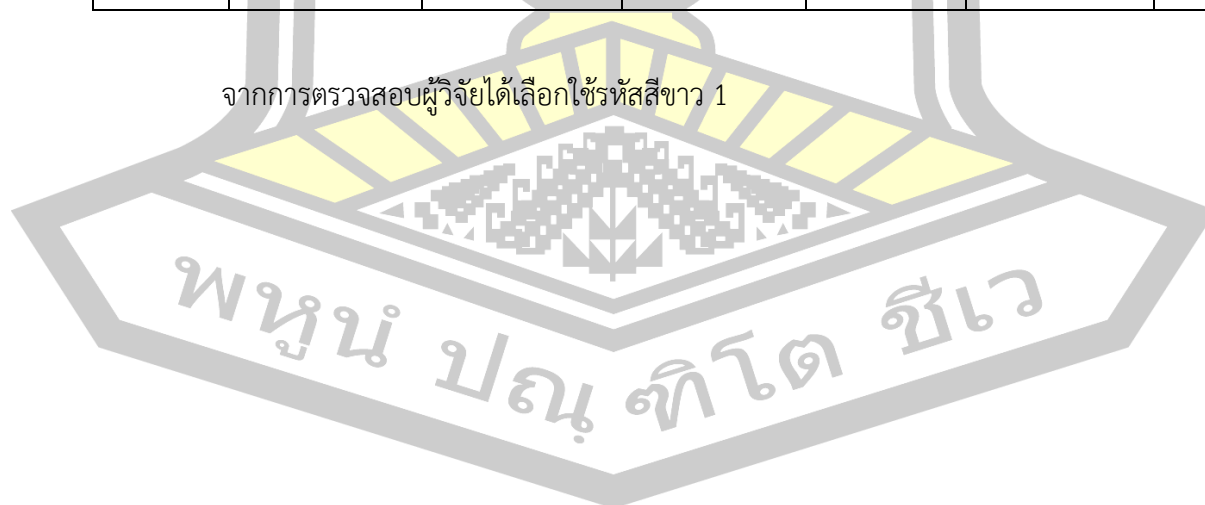 จากการตรวจสอบผู้วิจัยได้เลือกใช้รหัสสีขาว 1
พหูนํ ปณฺฑิโต ชีเว